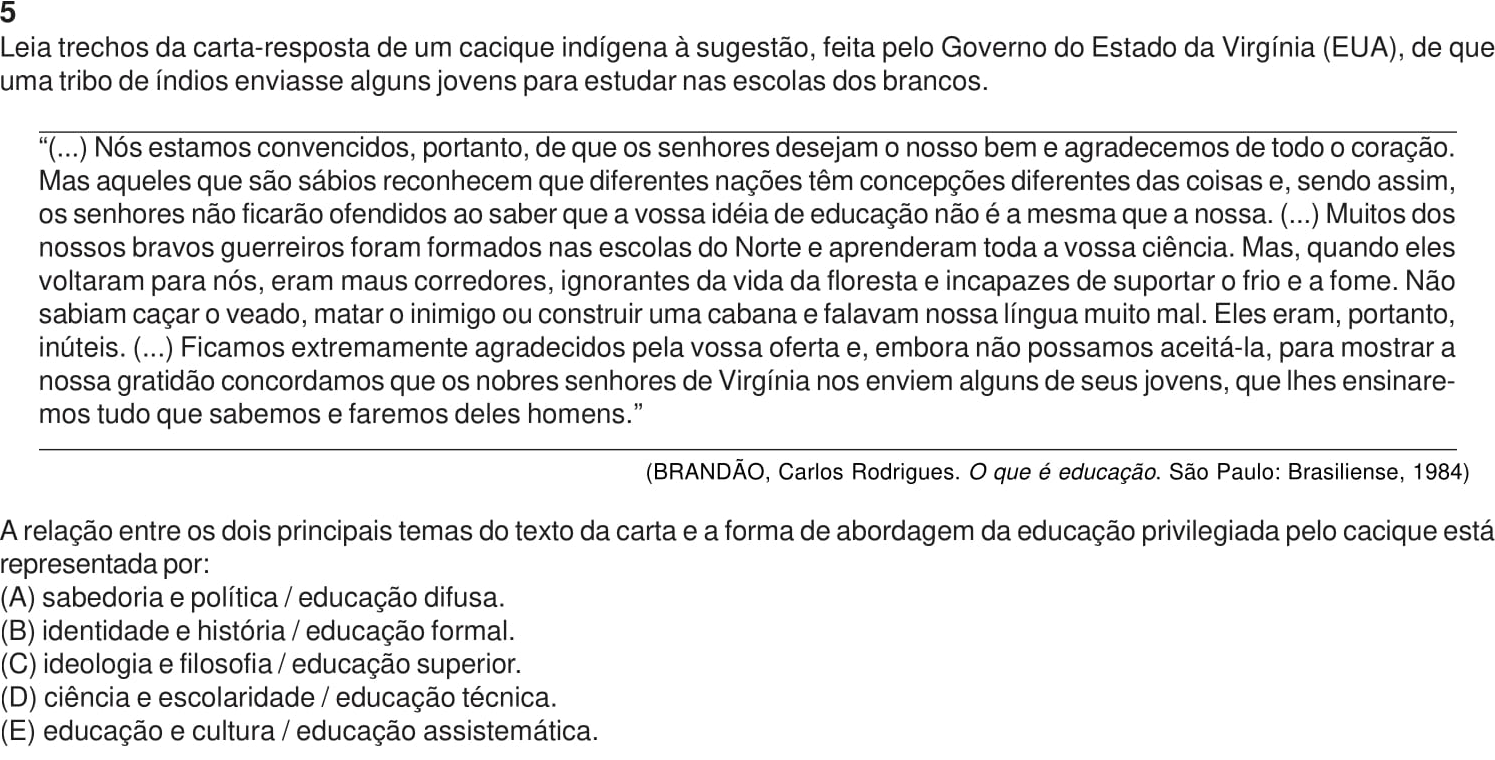 5
Leia trechos da carta-resposta de um cacique indígena à sugestão, feita pelo Governo do Estado da Virgínia (EUA), de que
uma tribo de índios enviasse alguns jovens para estudar nas escolas dos brancos.
“(...) Nós estamos convencidos, portanto, de que os senhores desejam o nosso bem e agradecemos de todo o coração.
Mas aqueles que são sábios reconhecem que diferentes nações têm concepções diferentes das coisas e, sendo assim,
os senhores não ficarão ofendidos ao saber que a vossa idéia de educação não é a mesma que a nossa. (...) Muitos dos
nossos bravos guerreiros foram formados nas escolas do Norte e aprenderam toda a vossa ciência. Mas, quando eles
voltaram para nós, eram maus corredores, ignorantes da vida da floresta e incapazes de suportar o frio e a fome. Não
sabiam caçar o veado, matar o inimigo ou construir uma cabana e falavam nossa língua muito mal. Eles eram, portanto,
inúteis. (...) Ficamos extremamente agradecidos pela vossa oferta e, embora não possamos aceitá-la, para mostrar a
nossa gratidão concordamos que os nobres senhores de Virgínia nos enviem alguns de seus jovens, que lhes ensinare-
mos tudo que sabemos e faremos deles homens.”
(BRANDÃO, Carlos Rodrigues. O que é educação. São Paulo: Brasiliense, 1984)
A relação entre os dois principais temas do texto da carta e a forma de abordagem da educação privilegiada pelo cacique está
representada por:
(A) sabedoria e política / educação difusa.
(B) identidade e história / educação formal.
(C) ideologia e filosofia / educação superior.
(D) ciência e escolaridade / educação técnica.
(E) educação e cultura / educação assistemática.